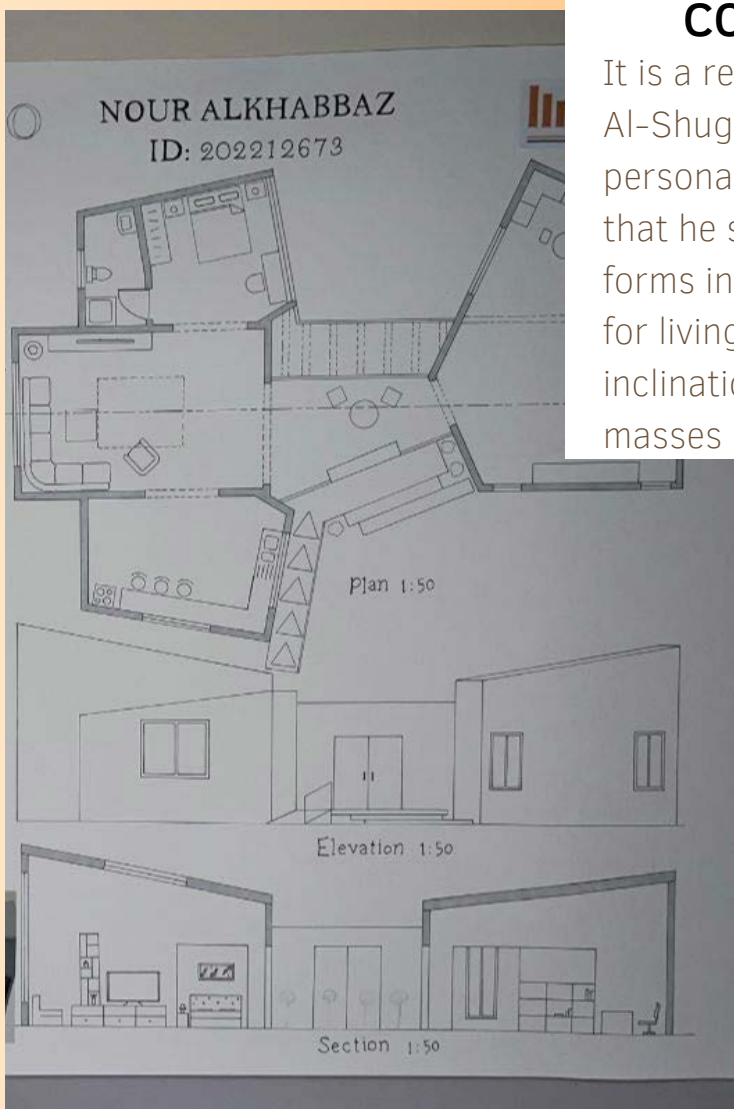 NOUR ALKHABBAZ
ID: 202212673
Plan 1:50
Elevation 1:50
Section 1:50
CO
It is a re
Al-Shug
persona
that he s
forms in
for living
inclinatio
masses